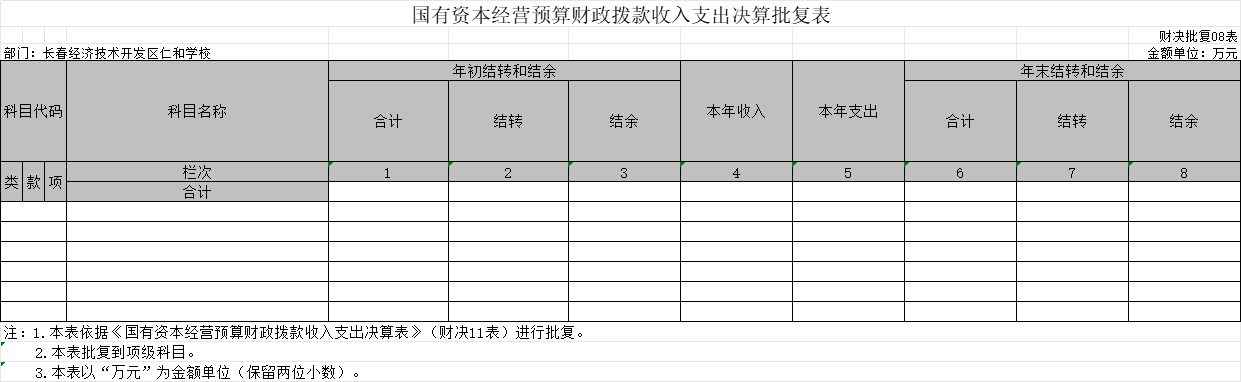 国有资本经营预算财政拨款收入支出决算批复表
财决批复08表
部门：长春经济技术开发区仁和学校 金额单位：万元
科目代码 科目名称 年初结转和结余 本年收入 本年支出 年末结转和结余
合计 结转 结余 合计 结转 结余
类 款 项 栏次 1 2 3 4 5 6 7 8
合计
注：1.本表依据《国有资本经营预算财政拨款收入支出决算表》（财决11表）进行批复。
2.本表批复到项级科目。
3.本表以“万元”为金额单位（保留两位小数）。